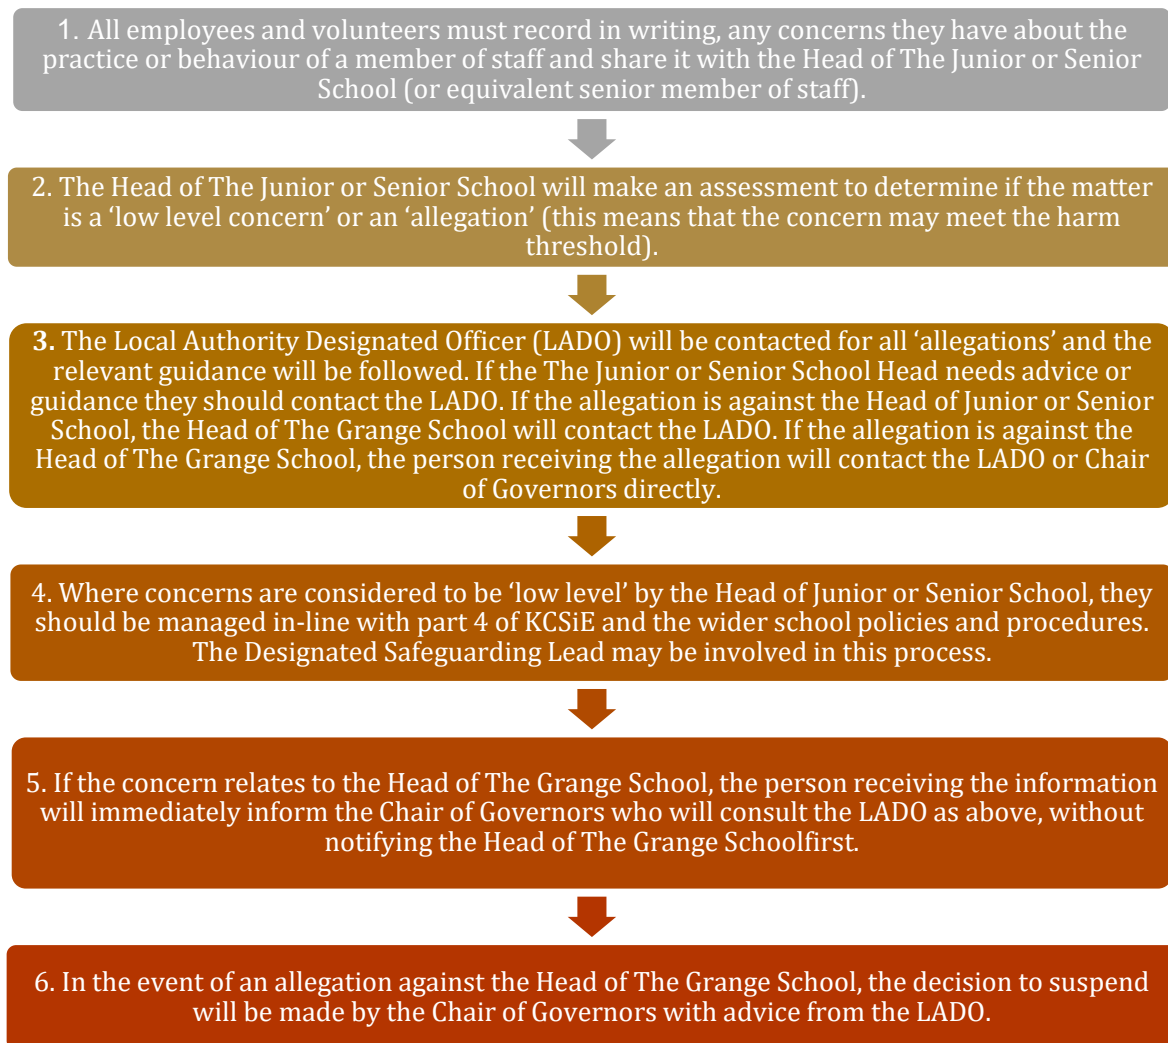 1. All employees and volunteers must record in writing, any concerns they have about the
practice or behaviour of a member of staff and share it with the Head of The Junior or Senior
School (or equivalent senior member of staff).
2. The Head of The Junior or Senior School will make an assessment to determine if the matter
is a ‘low level concern’ or an ‘allegation’ (this means that the concern may meet the harm
threshold).
3. The Local Authority Designated Officer (LADO) will be contacted for all ‘allegations’ and the
relevant guidance will be followed. If the The Junior or Senior School Head needs advice or
guidance they should contact the LADO. If the allegation is against the Head of Junior or Senior
School, the Head of The Grange School will contact the LADO. If the allegation is against the
Head of The Grange School, the person receiving the allegation will contact the LADO or Chair
of Governors directly.
4. Where concerns are considered to be ‘low level’ by the Head of Junior or Senior School, they
should be managed in-line with part 4 of KCSiE and the wider school policies and procedures.
The Designated Safeguarding Lead may be involved in this process.
5. If the concern relates to the Head of The Grange School, the person receiving the information
will immediately inform the Chair of Governors who will consult the LADO as above, without
notifying the Head of The Grange Schoolfirst.
6. In the event of an allegation against the Head of The Grange School, the decision to suspend
will be made by the Chair of Governors with advice from the LADO.